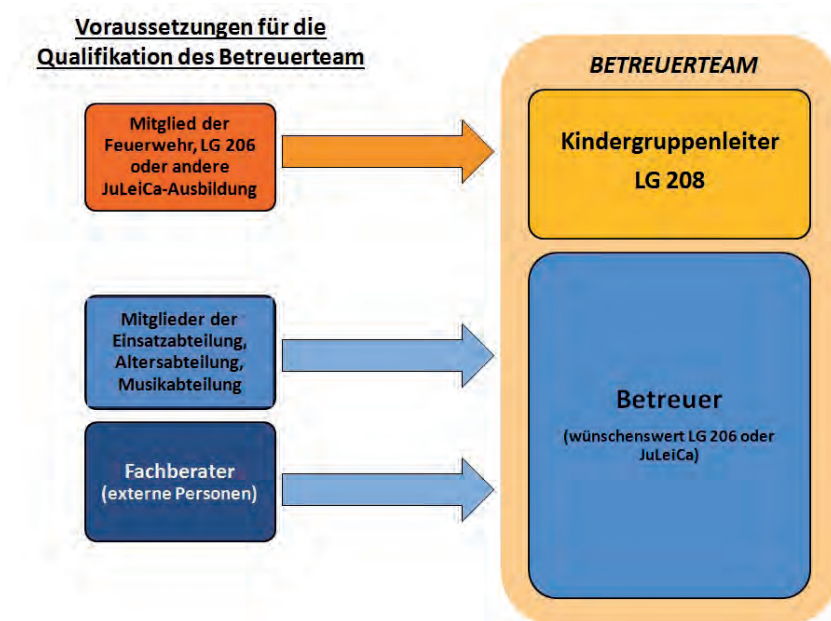 Voraussetzungen für die
Qualifikation des Betreuerteam
BETREUERTEAM
Mitglied der
Feuerwehr, LG 206
oder andere
JuLeiCa-Ausbildung
Kindergruppenleiter
LG 208
Mitglieder der
Einsatzabteilung,
Altersabteilung,
Musikabteilung
Fachberater
(externe Personen)
Betreuer
(wünschenswert LG 206 oder
JuLeiCa)